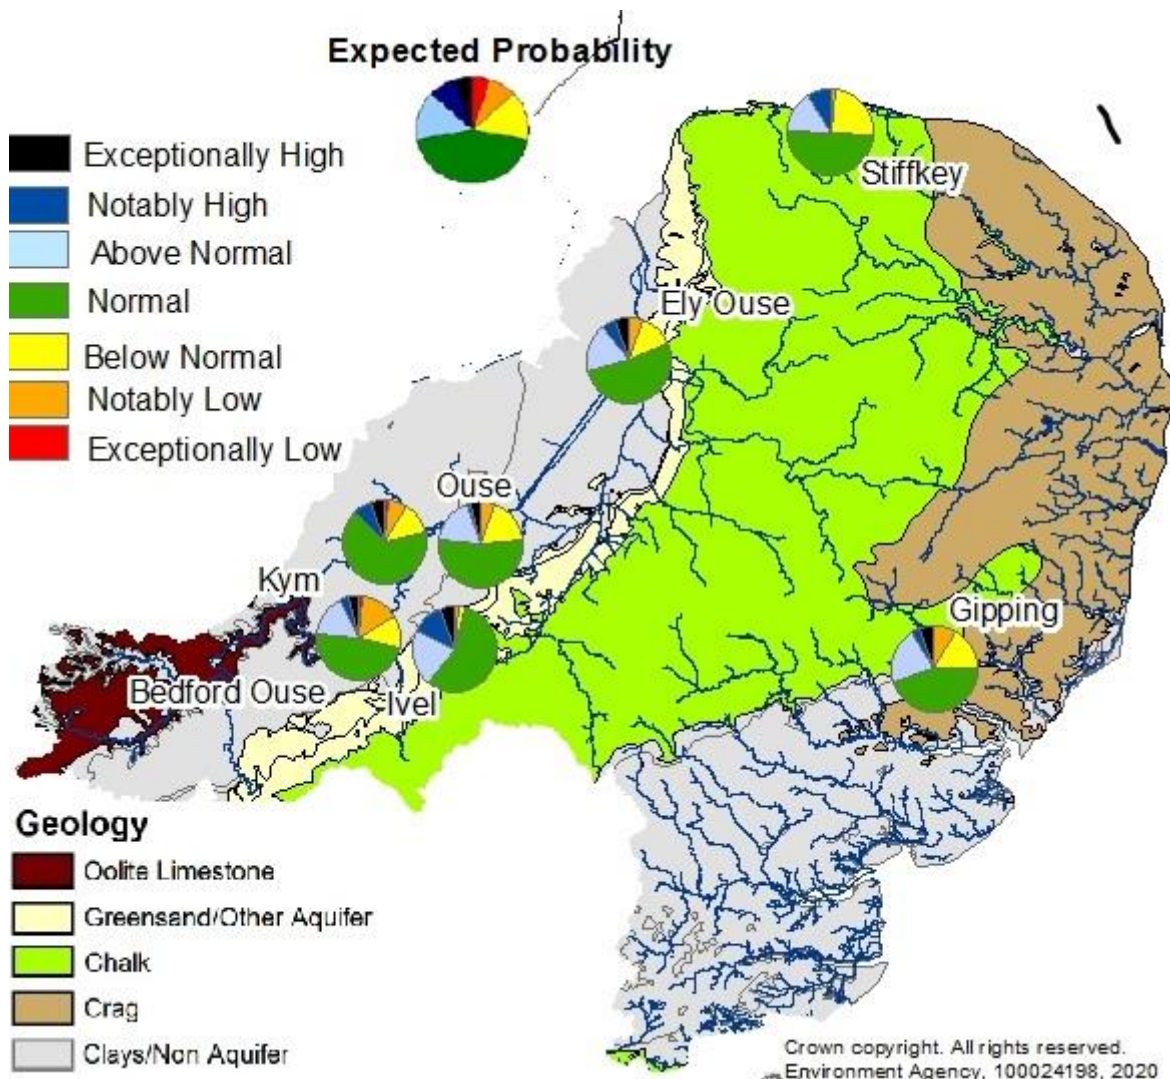 Expected Probability
Exceptionally High
Notably High
Above Normal
Normal
Below Normal
Notably Low
Exceptionally Low
Stiffkey
Ely Ouse
Ouse
Kym
Gipping
Bedford Ouse
Ivel
Geology
Oolite Limestone
Greensand/Other Aquifer
Chalk
Crag
Clays/Non Aquifer
Crown copyright. All rights reserved.
Environment Agency, 100024198, 2020